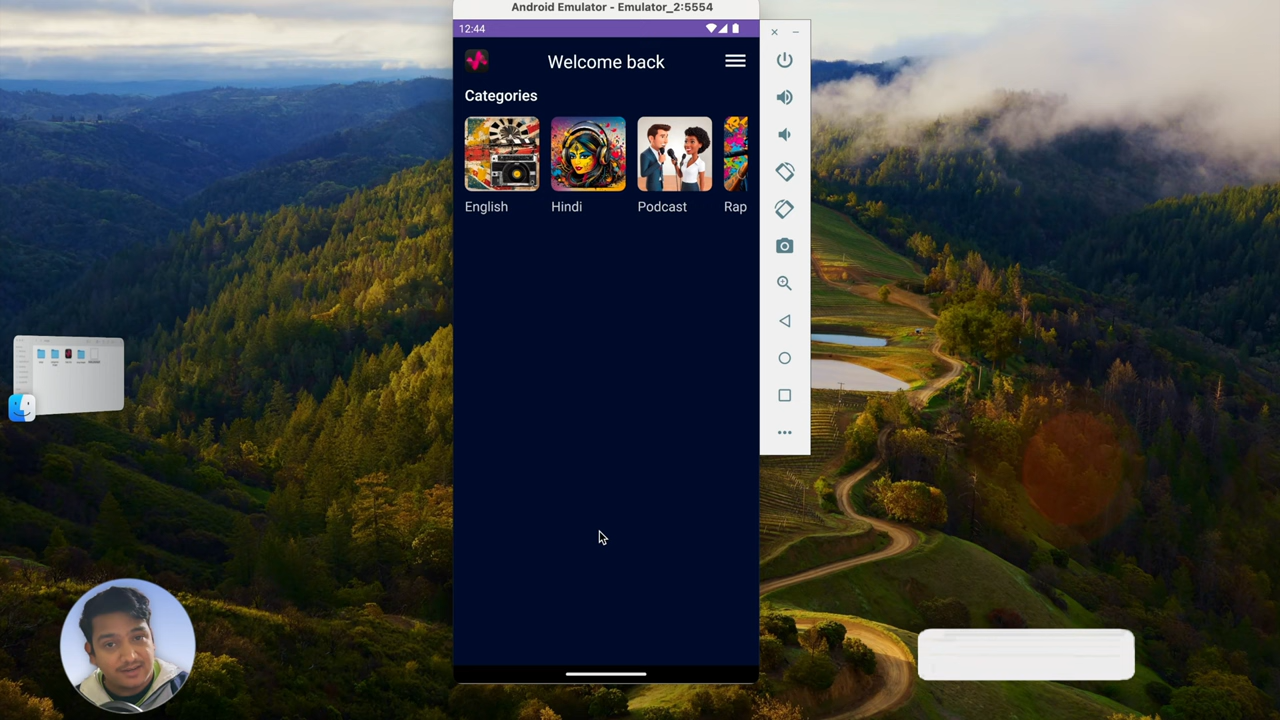 Android Emulator - Emulator_2:5554
12:44
Welcome back
Categories
English
Hindi
Podcast
Rap